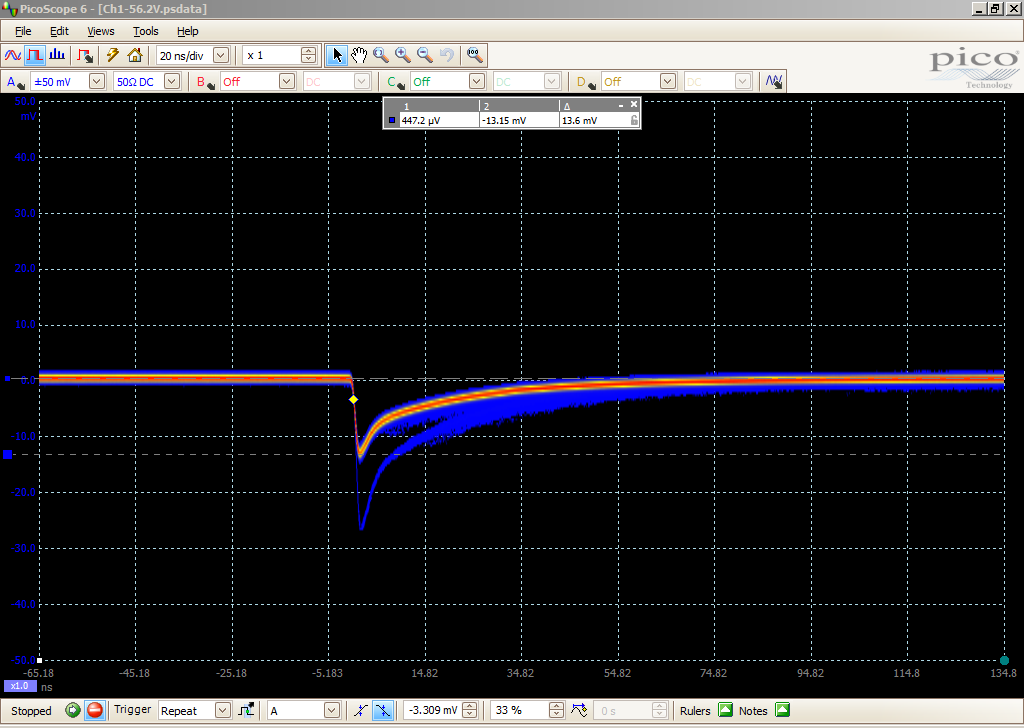 PicoScope 6 - [Ch1-56.2V.psdata]
File Edit Views Tools Help
20 ns/div x 1
pico
Technology
A ±50 mV 50Ω DC B Off DC C Off DC D Off DC
1 2 Δ
447.2 µV -13.15 mV 13.6 mV
50.0
mV
40.0
30.0
20.0
10.0
0.0
-10.0
-20.0
-30.0
-40.0
-50.0
-65.18 -45.18 -25.18 -5.183 14.82 34.82 54.82 74.82 94.82 114.8 134.8
x1.0 ns
Stopped Trigger Repeat A -3.309 mV 33 % 0 s Rulers Notes